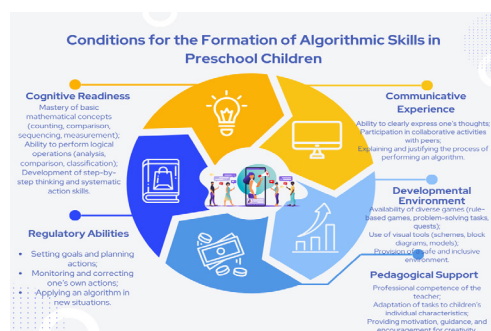 Conditions for the Formation of Algorithmic Skills in
Preschool Children
Cognitive Readiness
Mastery of basic
mathematical concepts
(counting, comparison,
sequencing, measurement);
Ability to perform logical
operations (analysis,
comparison, classification);
Development of step-by-
step thinking and systematic
action skills.
Regulatory Abilities
Setting goals and planning
actions;
Monitoring and correcting
one's own actions;
Applying an algorithm in
new situations.
Communicative
Experience
Ability to clearly express one's thoughts;
Participation in collaborative activities
with peers;
Explaining and justifying the process of
performing an algorithm.
Developmental
Environment
Availability of diverse games (rule-
based games, problem-solving tasks,
quests);
Use of visual tools (schemes, block
diagrams, models);
Provision of safe and inclusive
environment.
Pedagogical Support
Professional competence of the
teacher;
Adaptation of tasks to children's
individual characteristics;
Providing motivation, guidance, and
encouragement for creativity